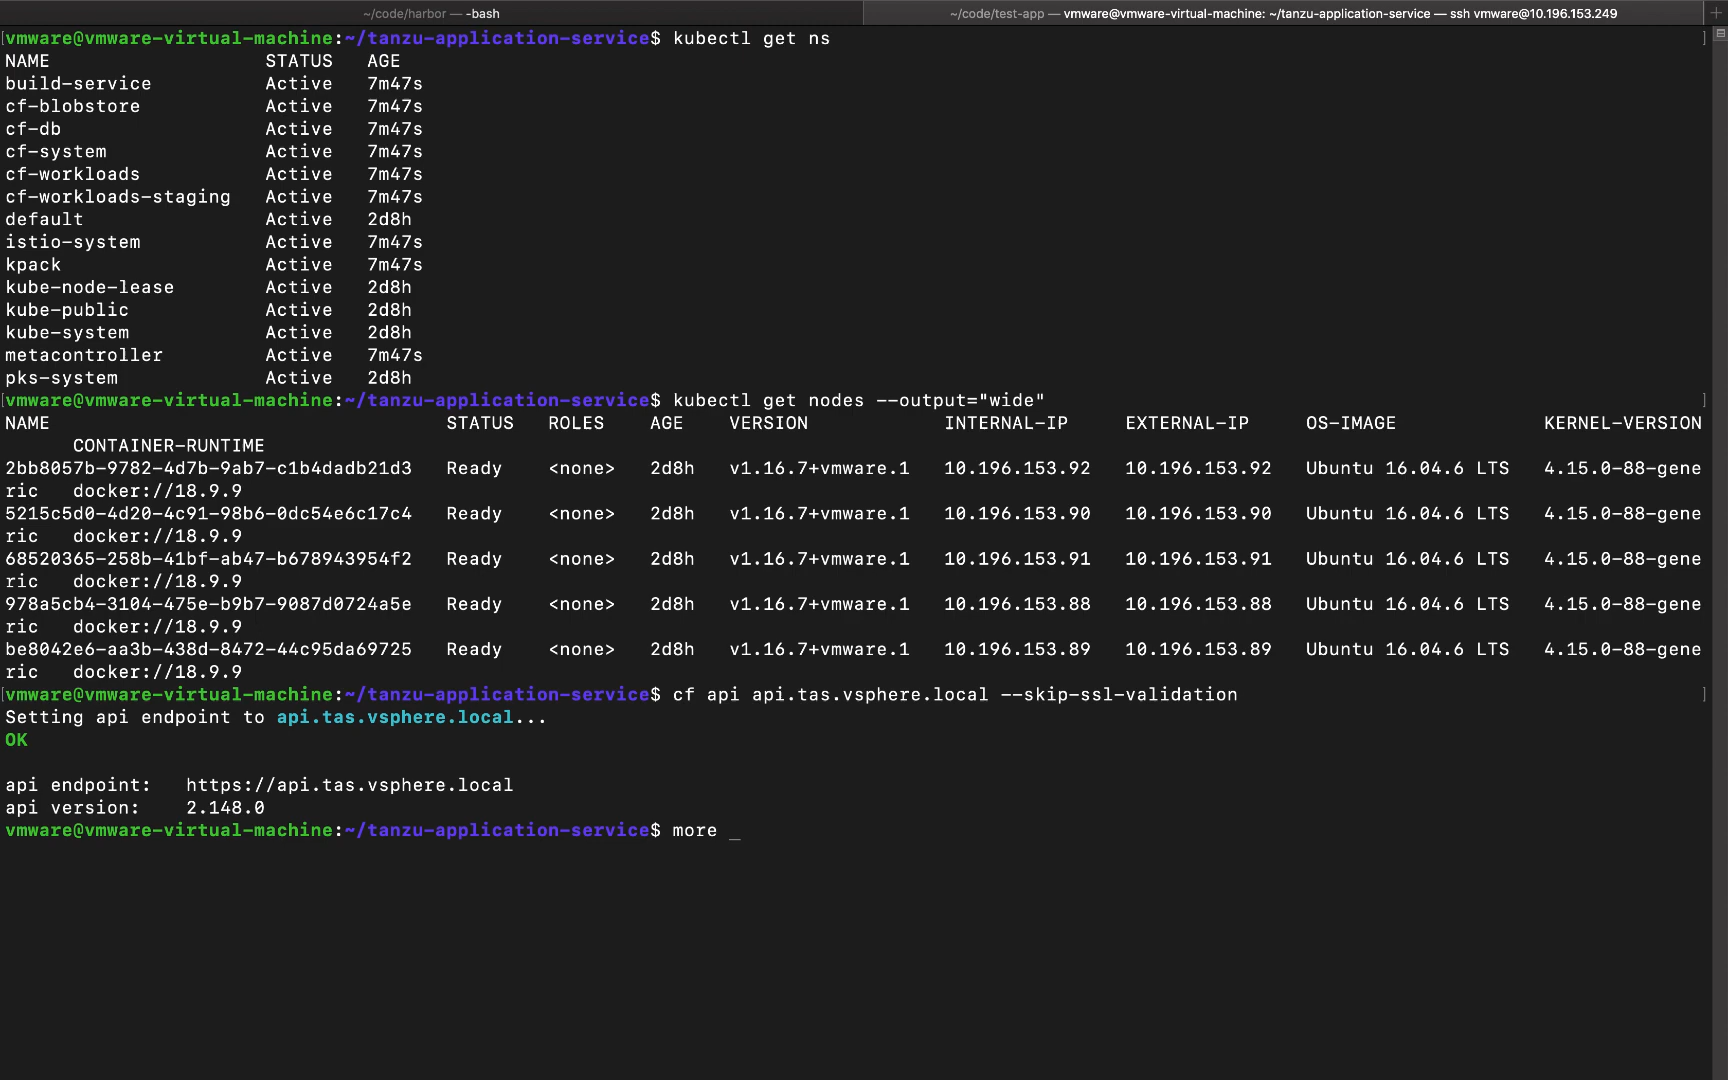 ~/code/harbor — -bash
~/code/test-app — vmware@vmware-virtual-machine: ~/tanzu-application-service — ssh vmware@10.196.153.249
[vmware@vmware-virtual-machine:~/tanzu-application-service$ kubectl get ns ]
NAME STATUS AGE
build-service Active 7m47s
cf-blobstore Active 7m47s
cf-db Active 7m47s
cf-system Active 7m47s
cf-workloads Active 7m47s
cf-workloads-staging Active 7m47s
default Active 2d8h
istio-system Active 7m47s
kpack Active 7m47s
kube-node-lease Active 2d8h
kube-public Active 2d8h
kube-system Active 2d8h
metacontroller Active 7m47s
pks-system Active 2d8h
[vmware@vmware-virtual-machine:~/tanzu-application-service$ kubectl get nodes --output="wide" ]
NAME STATUS ROLES AGE VERSION INTERNAL-IP EXTERNAL-IP OS-IMAGE KERNEL-VERSION
CONTAINER-RUNTIME
2bb8057b-9782-4d7b-9ab7-c1b4dadb21d3 Ready <none> 2d8h v1.16.7+vmware.1 10.196.153.92 10.196.153.92 Ubuntu 16.04.6 LTS 4.15.0-88-gene
ric docker://18.9.9
5215c5d0-4d20-4c91-98b6-0dc54e6c17c4 Ready <none> 2d8h v1.16.7+vmware.1 10.196.153.90 10.196.153.90 Ubuntu 16.04.6 LTS 4.15.0-88-gene
ric docker://18.9.9
68520365-258b-41bf-ab47-b678943954f2 Ready <none> 2d8h v1.16.7+vmware.1 10.196.153.91 10.196.153.91 Ubuntu 16.04.6 LTS 4.15.0-88-gene
ric docker://18.9.9
978a5cb4-3104-475e-b9b7-9087d0724a5e Ready <none> 2d8h v1.16.7+vmware.1 10.196.153.88 10.196.153.88 Ubuntu 16.04.6 LTS 4.15.0-88-gene
ric docker://18.9.9
be8042e6-aa3b-438d-8472-44c95da69725 Ready <none> 2d8h v1.16.7+vmware.1 10.196.153.89 10.196.153.89 Ubuntu 16.04.6 LTS 4.15.0-88-gene
ric docker://18.9.9
[vmware@vmware-virtual-machine:~/tanzu-application-service$ cf api api.tas.vsphere.local --skip-ssl-validation ]
Setting api endpoint to api.tas.vsphere.local...
OK
api endpoint: https://api.tas.vsphere.local
api version: 2.148.0
vmware@vmware-virtual-machine:~/tanzu-application-service$ more _